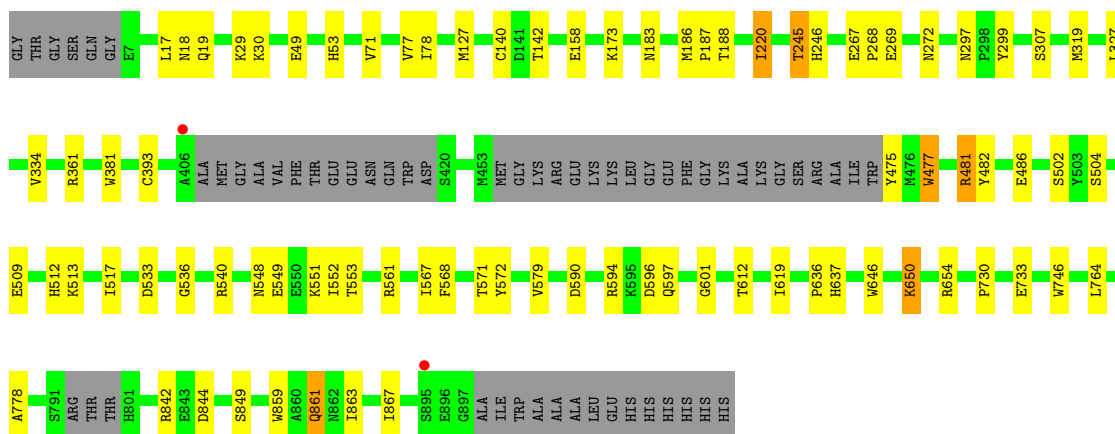 GLY THR GLY SER GLN GLY E7 L17 N18 Q19 K29 K30 E49 H53 V71 V77 I78 M127 C140 D141 T142 E158 K173 N183 M186 P187 T188 I220 T245 H246 E267 P268 E269 N272 N297 P298 Y299 S307 M319 L327
V334 R361 W381 C393 A406 ALA MET GLY ALA VAL PHE THR GLU GLU ASN GLN TRP ASP S420 M453 MET GLY LYS ARG GLU LYS LYS LEU GLY GLU PHE GLY LYS ALA LYS GLY SER ARG ALA ILE TRP Y475 M476 W477 R481 Y482 E486 S502 Y503 S504
E509 H512 K513 I517 D533 G536 R540 N548 E549 E550 K551 I552 T553 R561 I567 F568 T571 Y572 V579 D590 R594 K595 D596 Q597 G601 T612 I619 P636 H637 W646 K650 R654 P730 E733 W746 L764
A778 S791 ARG THR THR H801 R842 E843 D844 S849 W859 A860 Q861 N862 I863 I867 S895 E896 G897 ALA ILE TRP ALA ALA ALA LEU GLU HIS HIS HIS HIS HIS HIS